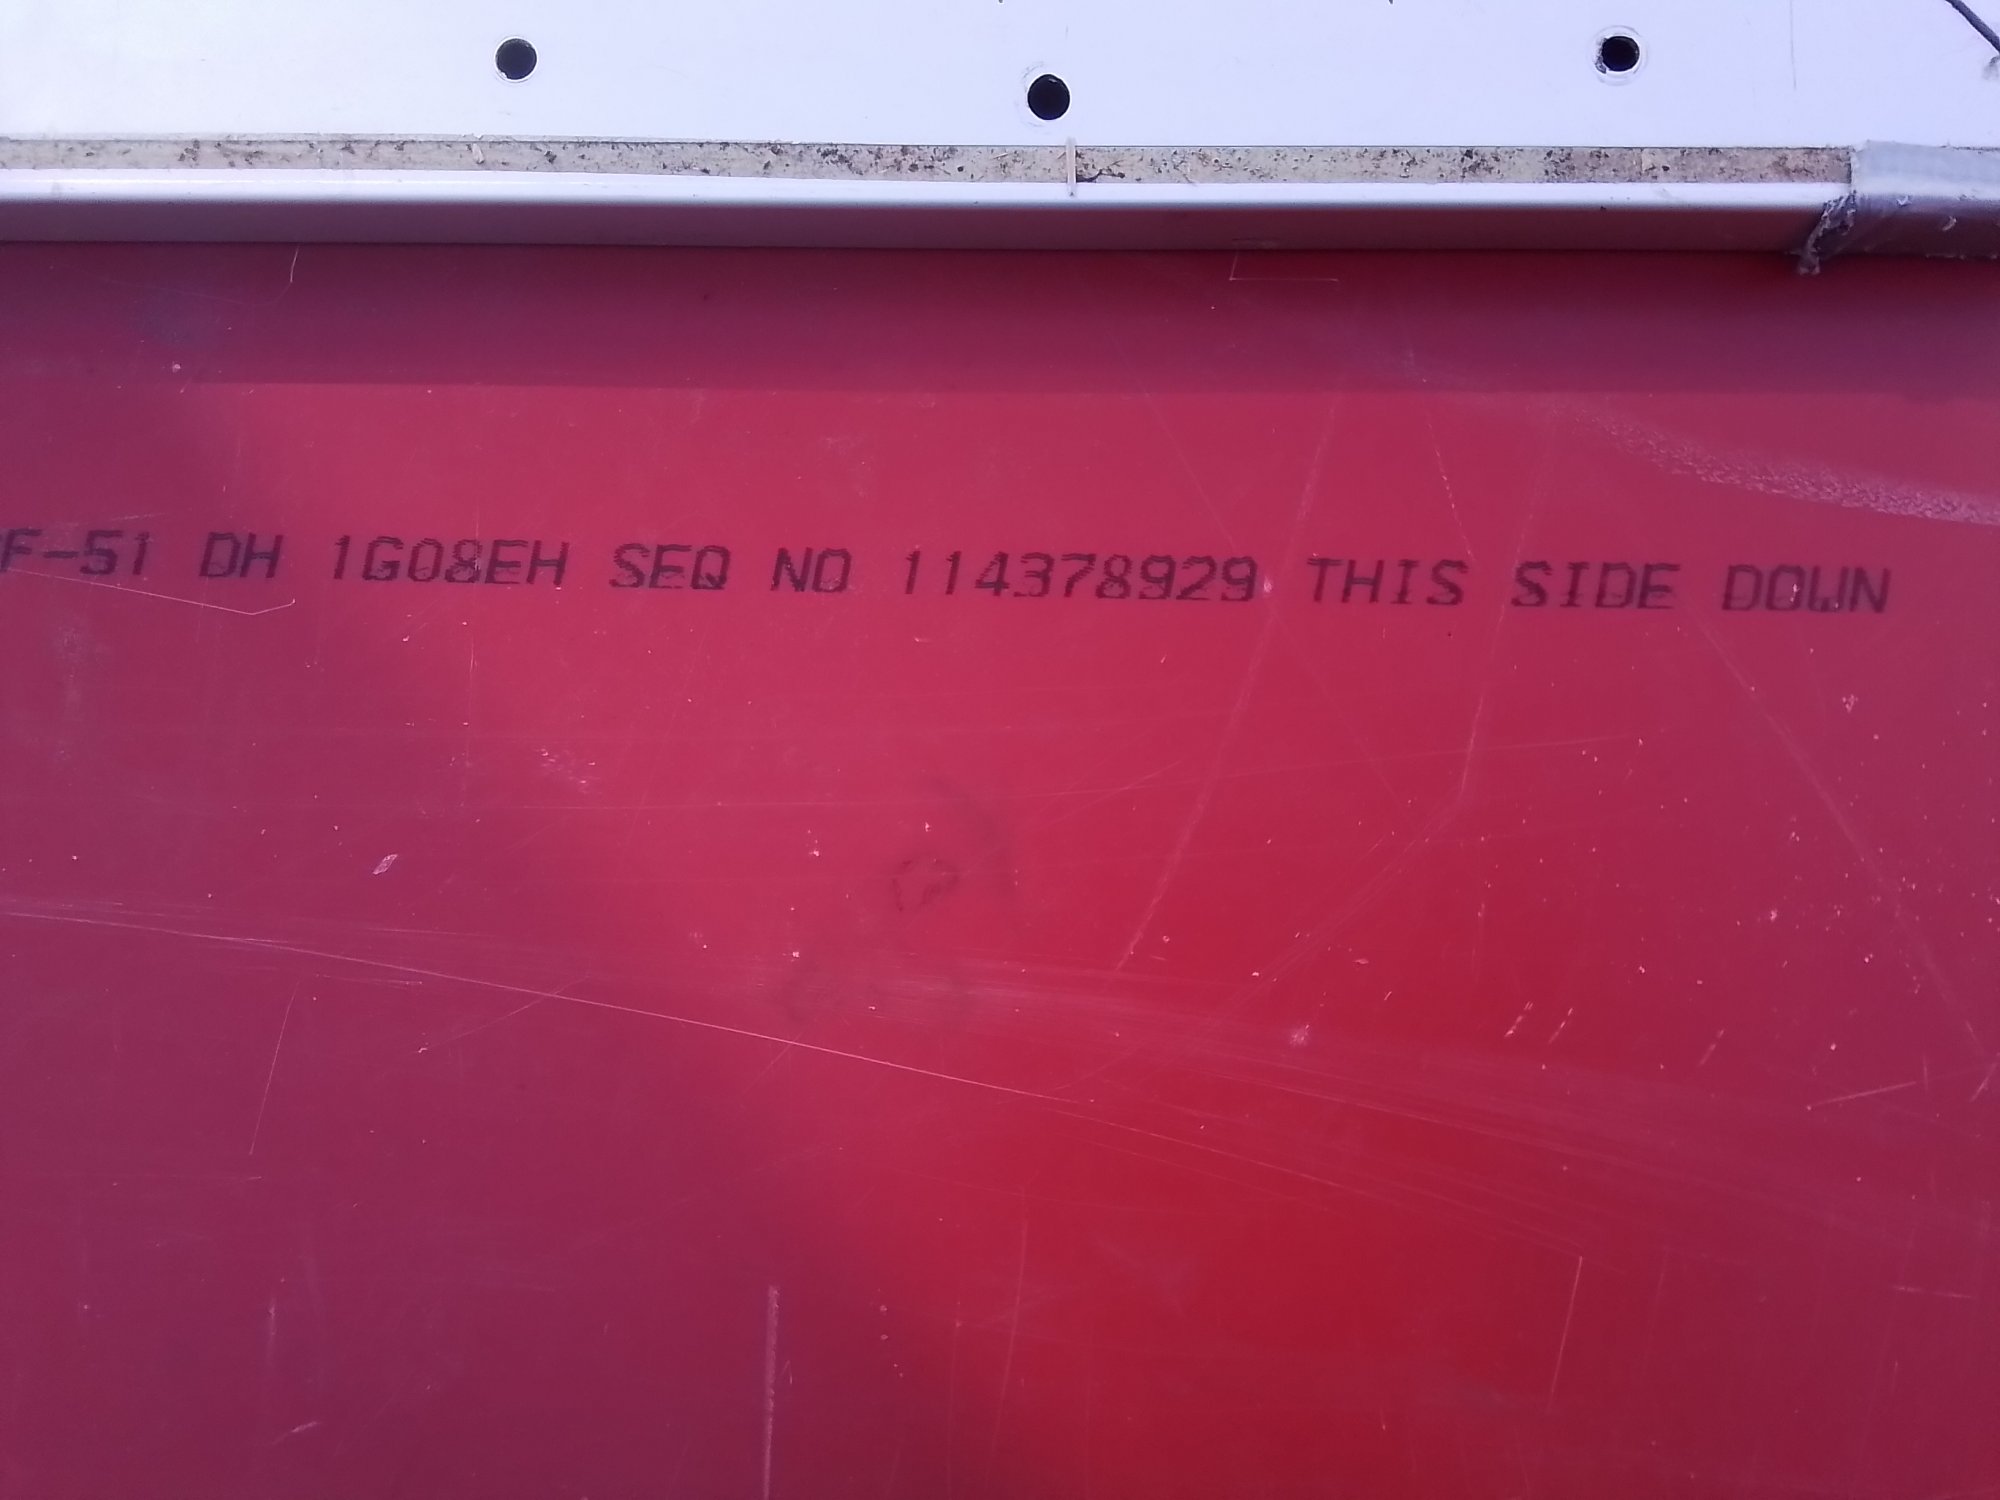 F-51 DH 1G08EH SEQ NO 114378929 THIS SIDE DOWN